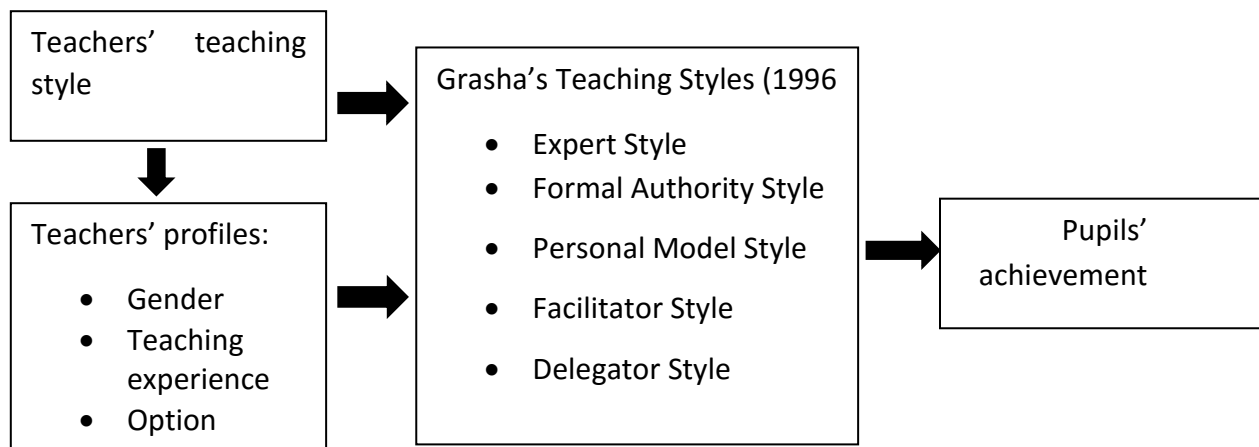 Teachers’ teaching
style
Teachers’ profiles:
• Gender
• Teaching
experience
• Option
Grasha’s Teaching Styles (1996
• Expert Style
• Formal Authority Style
• Personal Model Style
• Facilitator Style
• Delegator Style
Pupils’
achievement